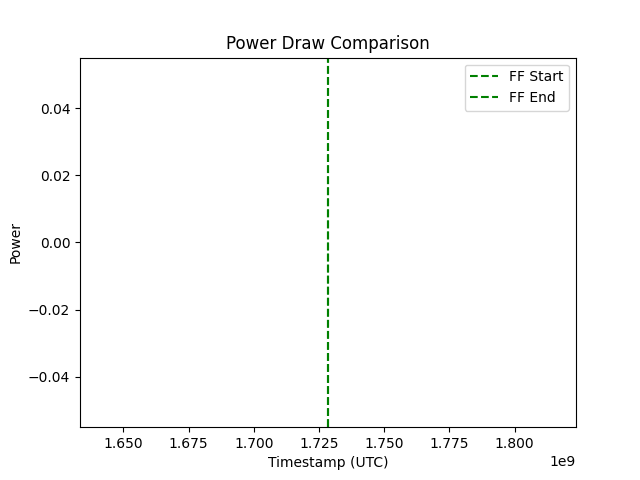 Power Draw Comparison
FF Start
FF End
0.04
0.02
0.00
−0.02
−0.04
Power
1.650 1.675 1.700 1.725 1.750 1.775 1.800
1e9
Timestamp (UTC)